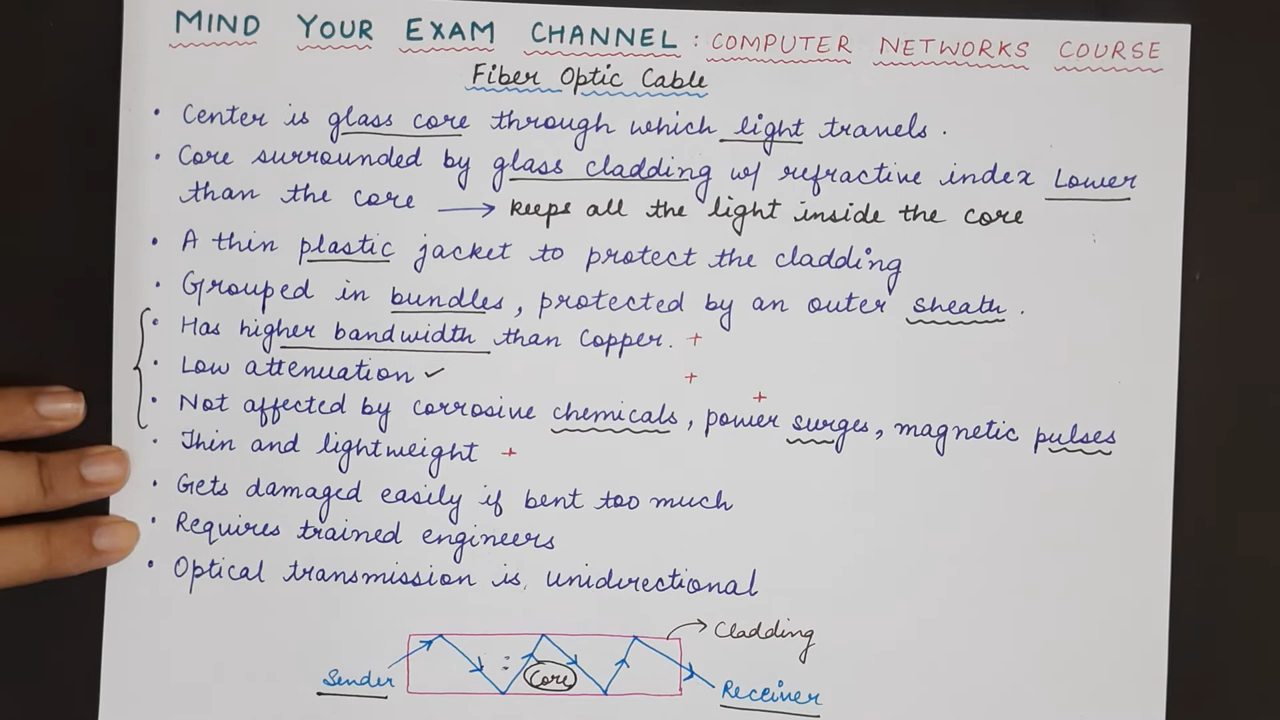 MIND YOUR EXAM CHANNEL : COMPUTER NETWORKS COURSE
Fiber Optic Cable
• Center is glass core through which light travels.
• Core surrounded by glass cladding w/ refractive index Lower
than the core → keeps all the light inside the core
• A thin plastic jacket to protect the cladding
• Grouped in bundles, protected by an outer sheath.
• Has higher bandwidth than Copper. +
• Low attenuation ✓ +
• Not affected by corrosive chemicals, power surges, magnetic pulses +
• Thin and lightweight +
• Gets damaged easily if bent too much
• Requires trained engineers
• Optical transmission is unidirectional
Cladding
Sender
Core
Receiver